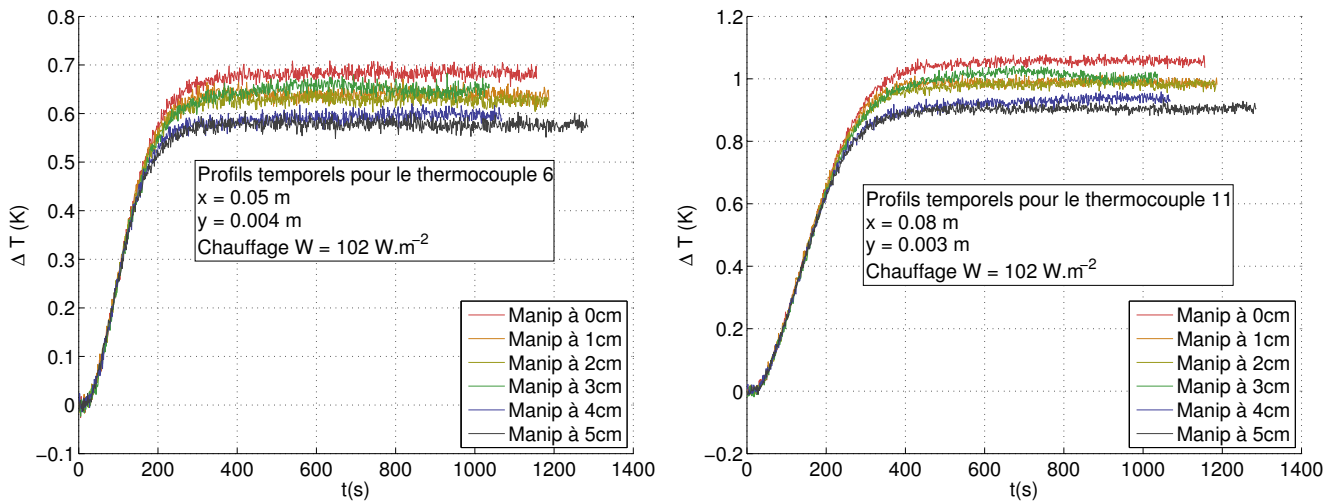 0.8
0.7
0.6
0.5
0.4
0.3
0.2
0.1
0
−0.1
Δ T (K)
0 200 400 600 800 1000 1200 1400
t(s)
Profils temporels pour le thermocouple 6
x = 0.05 m
y = 0.004 m
Chauffage W = 102 W.m⁻²
Manip à 0cm
Manip à 1cm
Manip à 2cm
Manip à 3cm
Manip à 4cm
Manip à 5cm
1.2
1
0.8
0.6
0.4
0.2
0
−0.2
Δ T (K)
0 200 400 600 800 1000 1200 1400
t(s)
Profils temporels pour le thermocouple 11
x = 0.08 m
y = 0.003 m
Chauffage W = 102 W.m⁻²
Manip à 0cm
Manip à 1cm
Manip à 2cm
Manip à 3cm
Manip à 4cm
Manip à 5cm